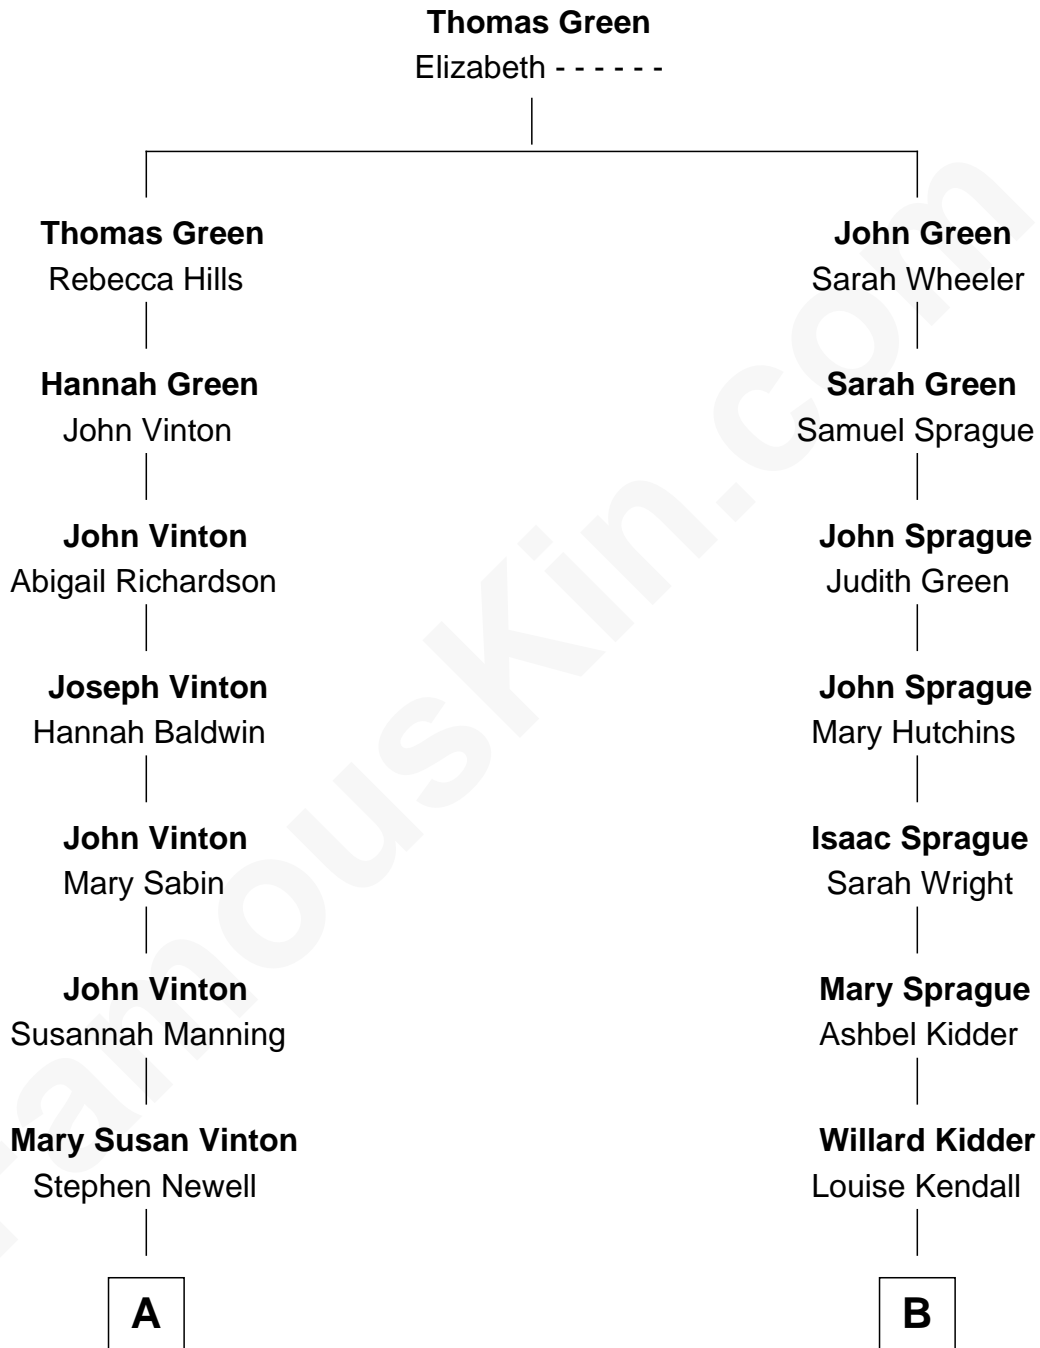 Thomas Green
Elizabeth - - - - - -
Thomas Green
Rebecca Hills
Hannah Green
John Vinton
John Vinton
Abigail Richardson
Joseph Vinton
Hannah Baldwin
John Vinton
Mary Sabin
John Vinton
Susannah Manning
Mary Susan Vinton
Stephen Newell
A
John Green
Sarah Wheeler
Sarah Green
Samuel Sprague
John Sprague
Judith Green
John Sprague
Mary Hutchins
Isaac Sprague
Sarah Wright
Mary Sprague
Ashbel Kidder
Willard Kidder
Louise Kendall
B
FamousKin.com